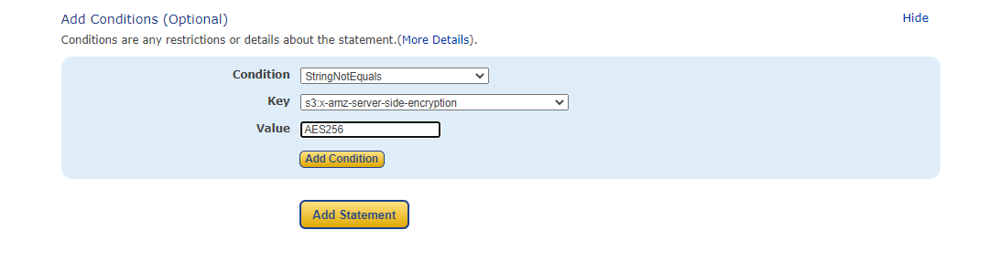 Add Conditions (Optional)
Hide
Conditions are any restrictions or details about the statement.(More Details).
Condition StringNotEquals
Key s3:x-amz-server-side-encryption
Value AES256
Add Condition
Add Statement